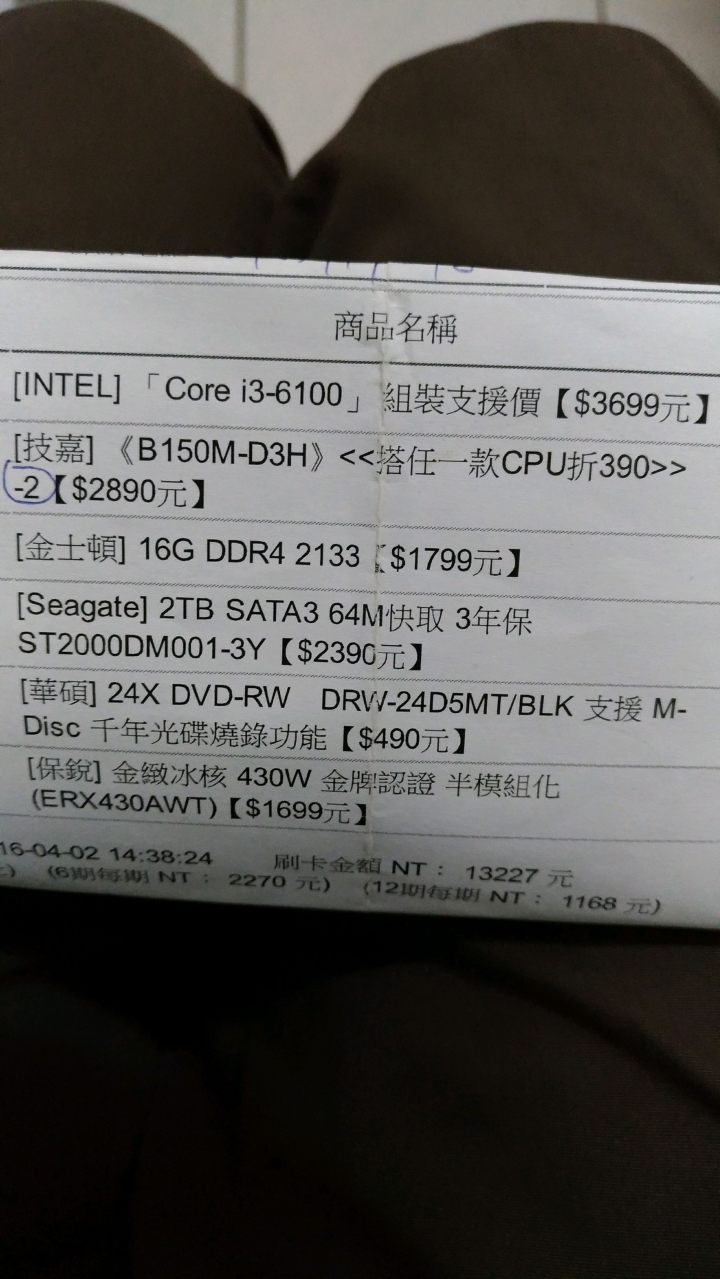 商品名稱
[INTEL] 「Core i3-6100」 組裝支援價【$3699元】
[技嘉] 《B150M-D3H》<<搭任一款CPU折390>>
-2【$2890元】
[金士頓] 16G DDR4 2133【$1799元】
[Seagate] 2TB SATA3 64M快取 3年保
ST2000DM001-3Y【$2390元】
[華碩] 24X DVD-RW DRW-24D5MT/BLK 支援 M-
Disc 千年光碟燒錄功能【$490元】
[保銳] 金緻冰核 430W 金牌認證 半模組化
(ERX430AWT)【$1699元】
16-04-02 14:38:24 刷卡金額 NT： 13227 元
(6期每期 NT： 2270 元) (12期每期 NT： 1168 元)